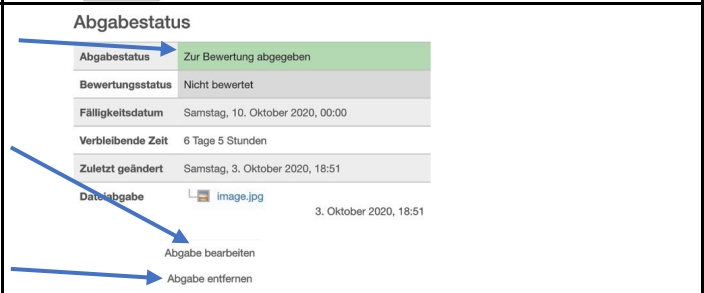 Abgabestatus
Abgabestatus Zur Bewertung abgegeben
Bewertungsstatus Nicht bewertet
Fälligkeitsdatum Samstag, 10. Oktober 2020, 00:00
Verbleibende Zeit 6 Tage 5 Stunden
Zuletzt geändert Samstag, 3. Oktober 2020, 18:51
Dateiabgabe image.jpg
3. Oktober 2020, 18:51
Abgabe bearbeiten
Abgabe entfernen